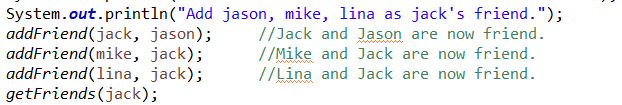 System.out.println("Add jason, mike, lina as jack's friend.");
addFriend(jack, jason);     //Jack and Jason are now friend.
addFriend(mike, jack);      //Mike and Jack are now friend.
addFriend(lina, jack);      //Lina and Jack are now friend.
getFriends(jack);